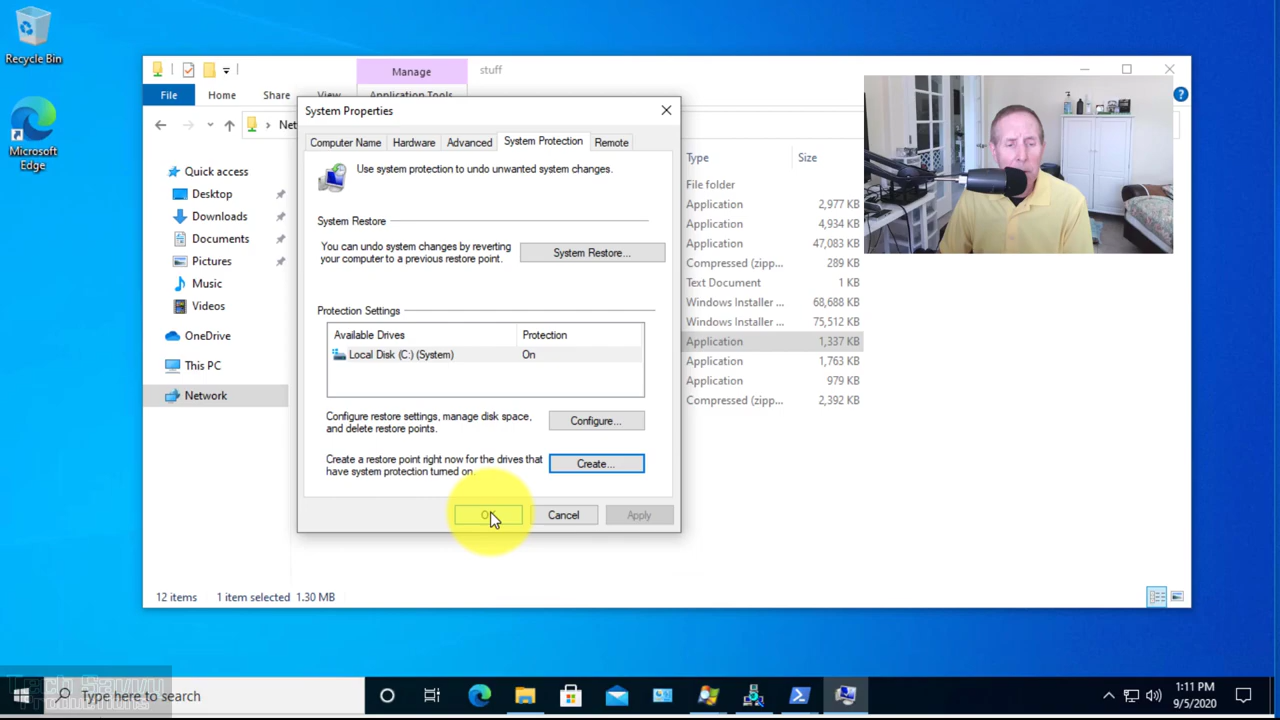 Recycle Bin
Microsoft
Edge
Manage
stuff
File
Home
Share
View
Application Tools
System Properties
Computer Name
Hardware
Advanced
System Protection
Remote
Use system protection to undo unwanted system changes.
System Restore
You can undo system changes by reverting
your computer to a previous restore point.
System Restore...
Protection Settings
Available Drives
Protection
Local Disk (C:) (System)
On
Configure restore settings, manage disk space,
and delete restore points.
Configure...
Create a restore point right now for the drives that
have system protection turned on.
Create...
OK
Cancel
Apply
Quick access
Desktop
Downloads
Documents
Pictures
Music
Videos
OneDrive
This PC
Network
Type
Size
File folder
Application 2,977 KB
Application 4,934 KB
Application 47,083 KB
Compressed (zipp... 289 KB
Text Document 1 KB
Windows Installer ... 68,688 KB
Windows Installer ... 75,512 KB
Application 1,337 KB
Application 1,763 KB
Application 979 KB
Compressed (zipp... 2,392 KB
12 items
1 item selected 1.30 MB
Type here to search
Tech Savvy
Productions
1:11 PM
9/5/2020